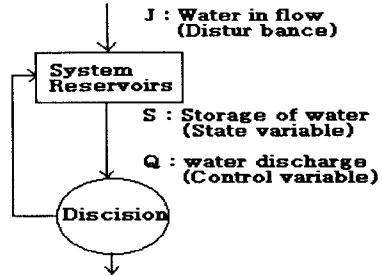 J : Water in flow
(Distur bance)
System
Reservoirs
S : Storage of water
(State variable)
Q : water discharge
(Control variable)
Discision